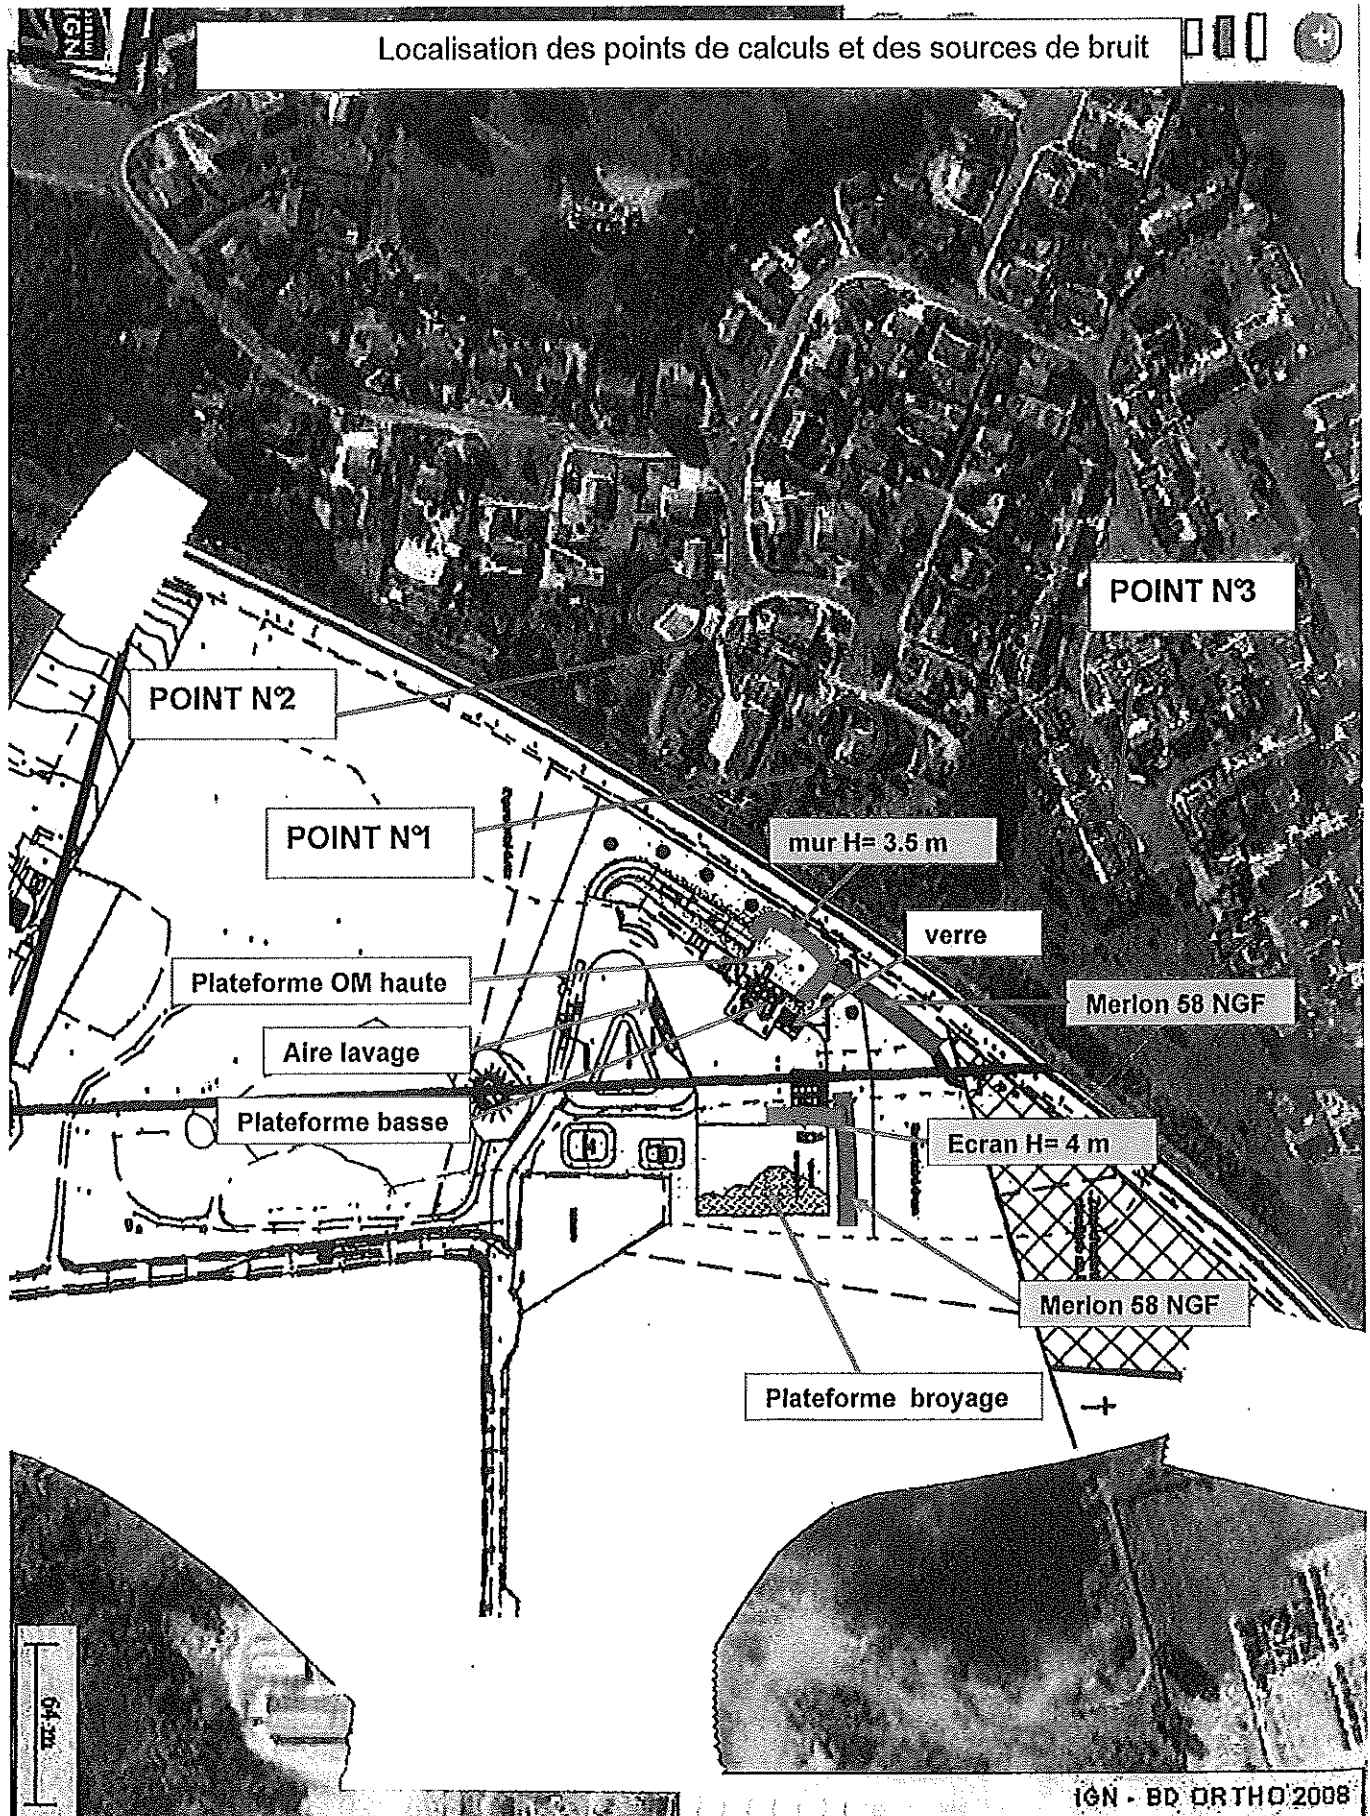 IGN
Localisation des points de calculs et des sources de bruit
POINT N°3
POINT N°2
POINT N°1
mur H= 3.5 m
verre
Plateforme OM haute
Merlon 58 NGF
Aire lavage
Plateforme basse
Ecran H= 4 m
Merlon 58 NGF
Plateforme broyage
64 m
IGN - BD ORTHO 2008